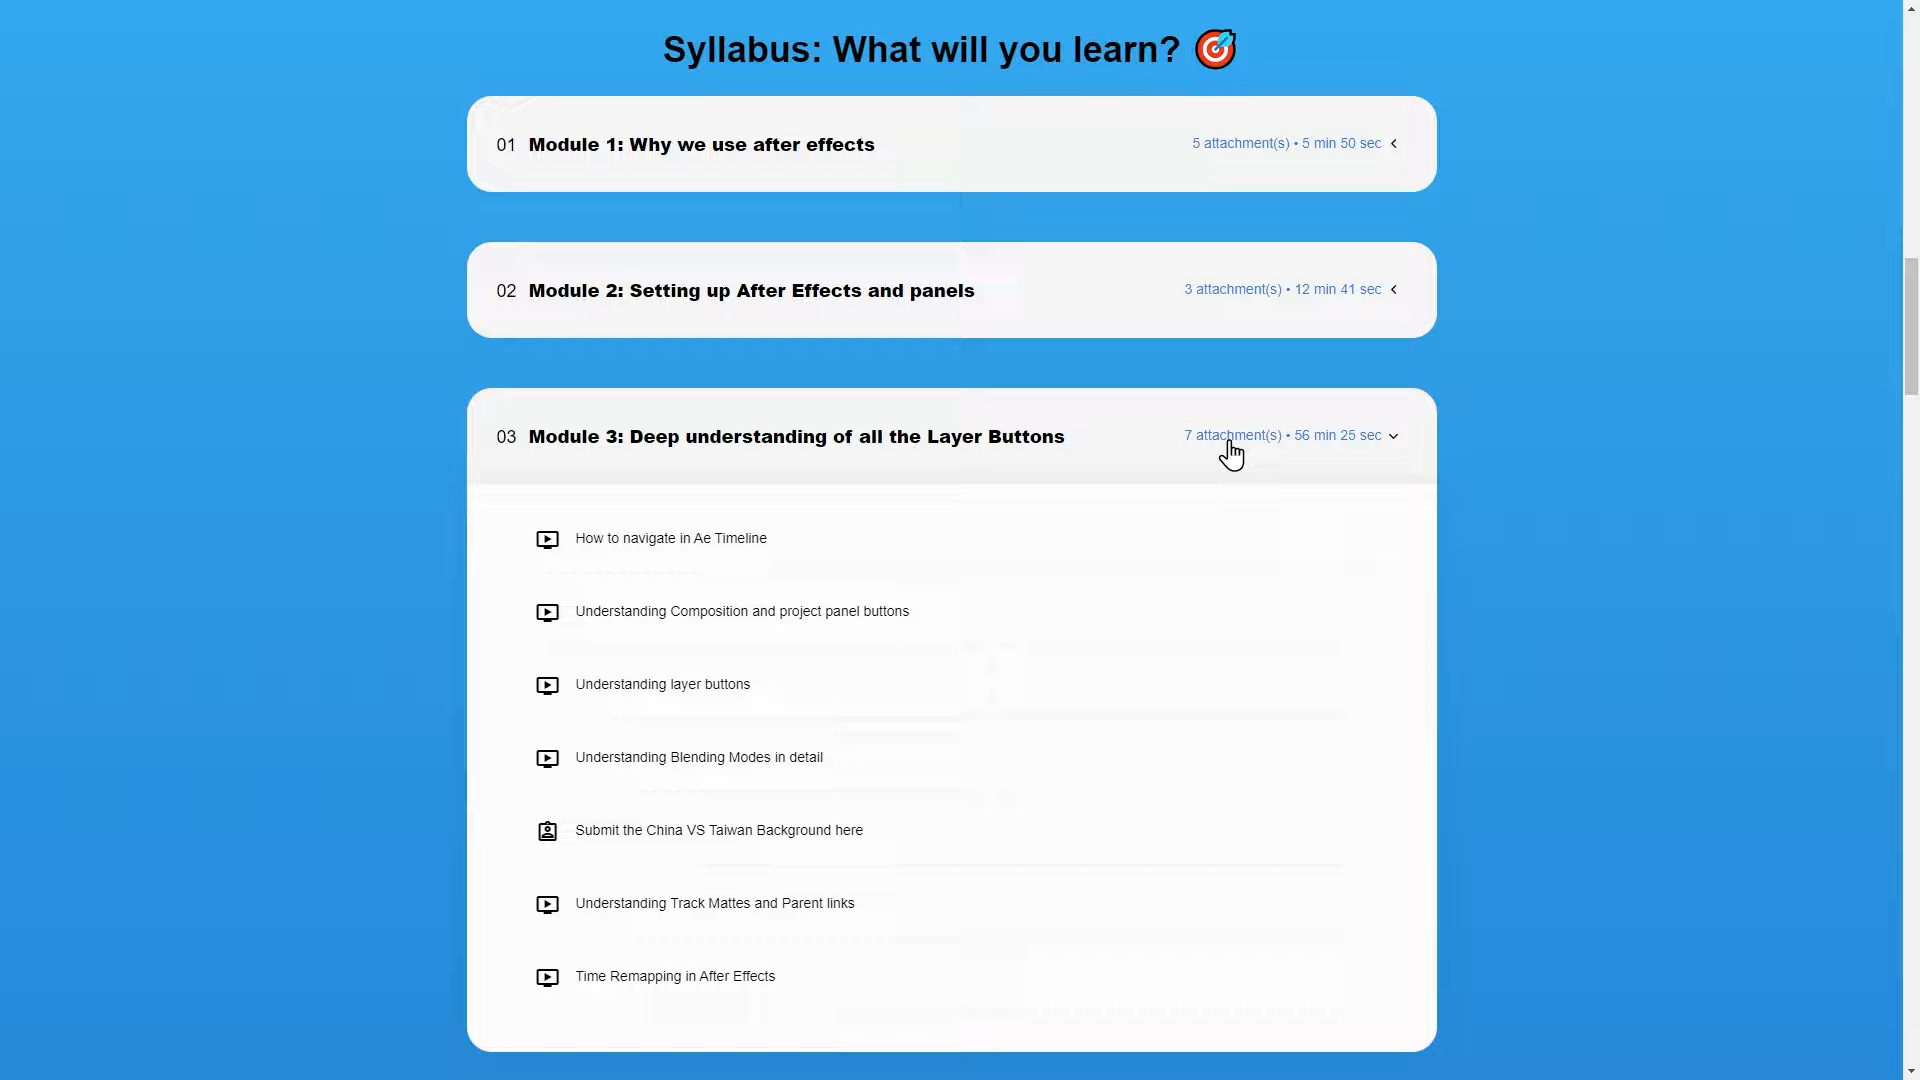 Syllabus: What will you learn? 🎯
01 Module 1: Why we use after effects 5 attachment(s) • 5 min 50 sec
02 Module 2: Setting up After Effects and panels 3 attachment(s) • 12 min 41 sec
03 Module 3: Deep understanding of all the Layer Buttons 7 attachment(s) • 56 min 25 sec
How to navigate in Ae Timeline
Understanding Composition and project panel buttons
Understanding layer buttons
Understanding Blending Modes in detail
Submit the China VS Taiwan Background here
Understanding Track Mattes and Parent links
Time Remapping in After Effects